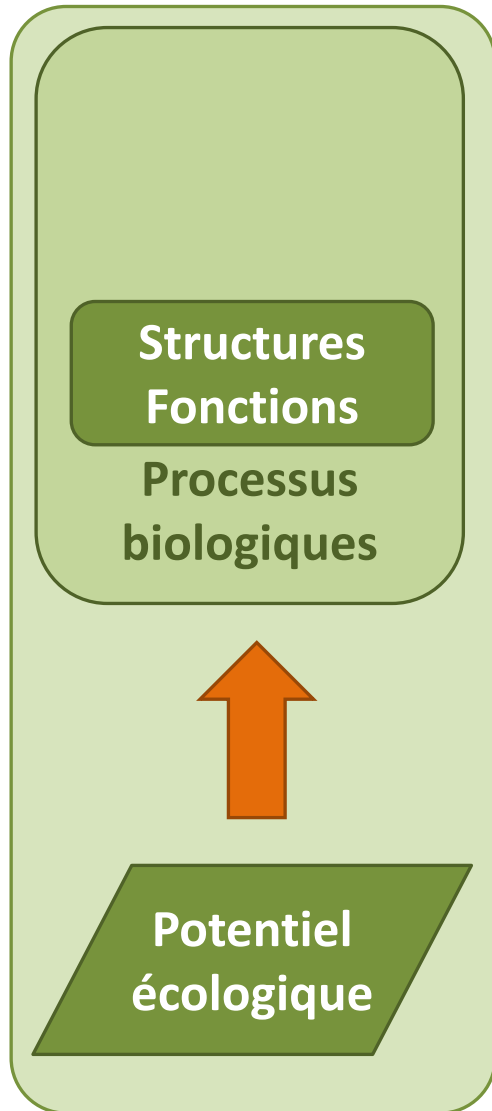 Structures
Fonctions
Processus
biologiques
Potentiel
écologique